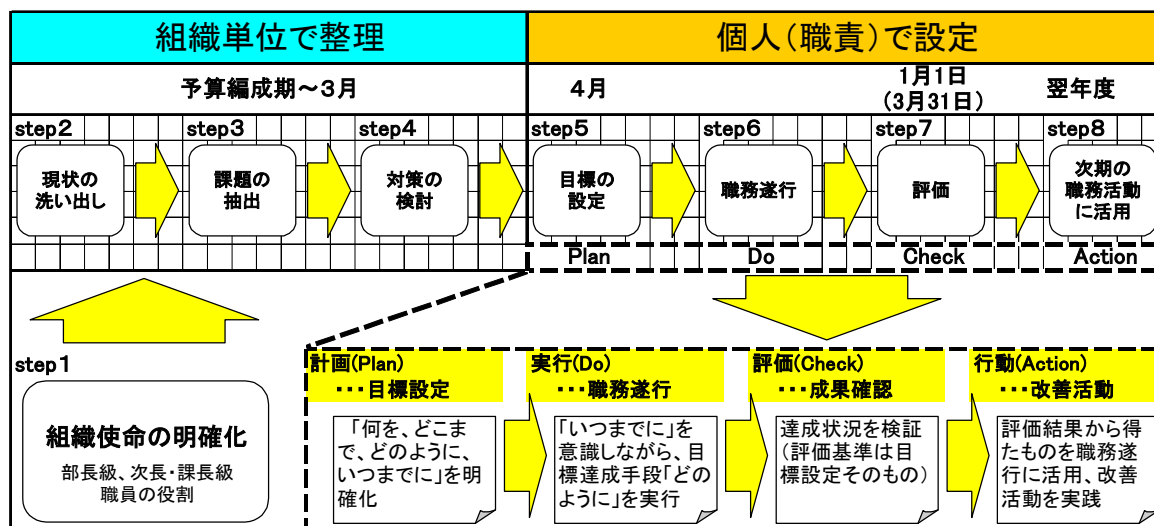 組織単位で整理
個人(職責)で設定
予算編成期～3月
4月
1月1日
(3月31日)
翌年度
step2
現状の
洗い出し
step3
課題の
抽出
step4
対策の
検討
step5
目標の
設定
step6
職務遂行
step7
評価
step8
次期の
職務活動
に活用
Plan
Do
Check
Action
step1
組織使命の明確化
部長級、次長・課長級
職員の役割
計画(Plan)
・・・目標設定
実行(Do)
・・・職務遂行
評価(Check)
・・・成果確認
行動(Action)
・・・改善活動
「何を、どこま
で、どのように、
いつまでに」を明
確化
「いつまでに」を
意識しながら、目
標達成手段「どの
ように」を実行
達成状況を検証
(評価基準は目
標設定そのもの)
評価結果から得
たものを職務遂
行に活用、改善
活動を実践